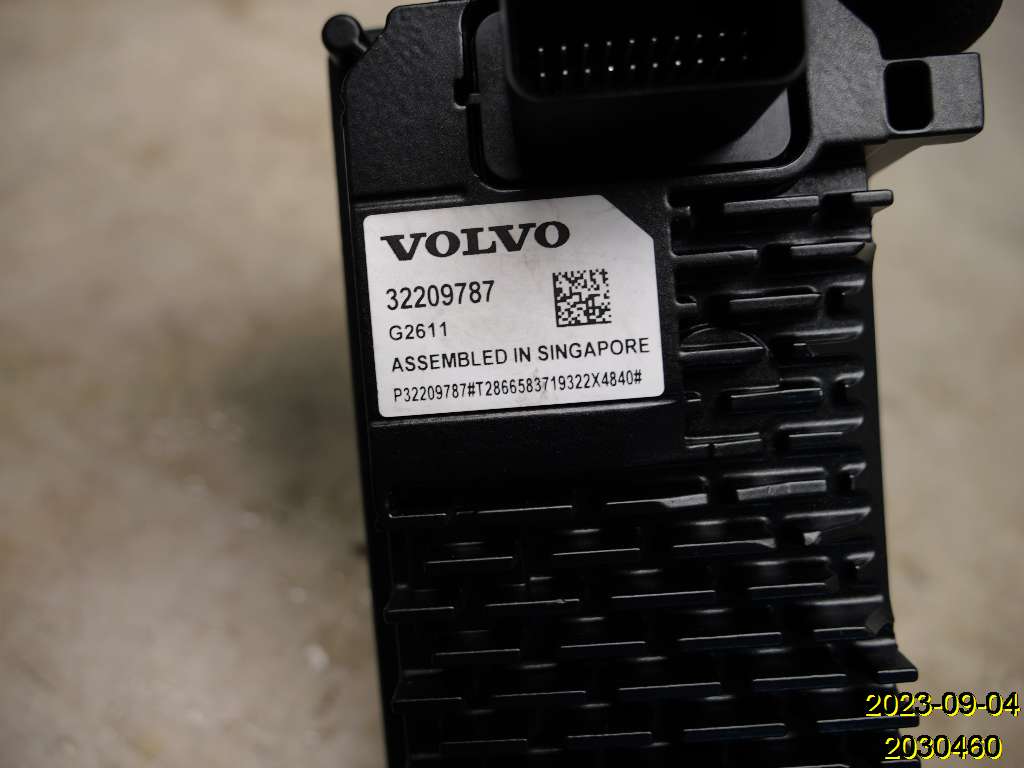 VOLVO
32209787
G2611
ASSEMBLED IN SINGAPORE
P32209787#T2866583719322X4840#
2023-09-04
2030460